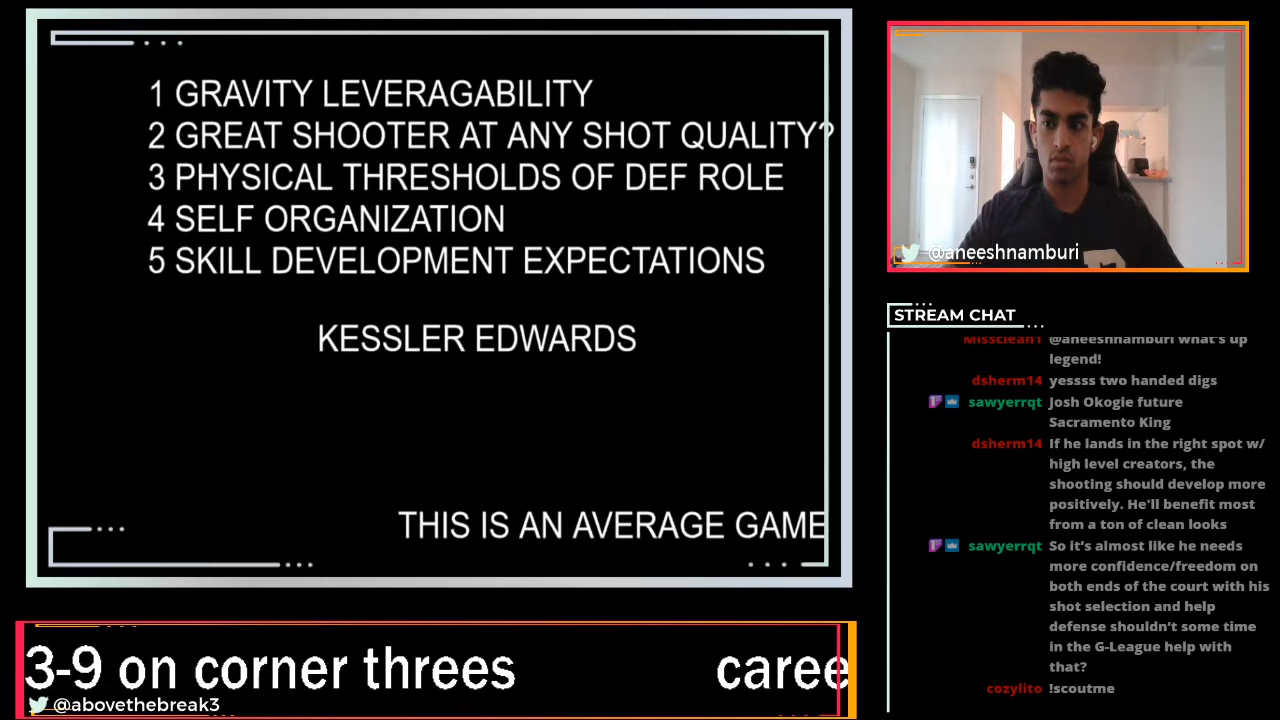 1 GRAVITY LEVERAGABILITY
2 GREAT SHOOTER AT ANY SHOT QUALITY?
3 PHYSICAL THRESHOLDS OF DEF ROLE
4 SELF ORGANIZATION
5 SKILL DEVELOPMENT EXPECTATIONS
KESSLER EDWARDS
THIS IS AN AVERAGE GAME
3-9 on corner threes caree
@abovethebreak3
@aneeshnamburi
STREAM CHAT
Missclean1 @aneeshnamburi what's up
legend!
dsherm14 yessss two handed digs
sawyerrqt Josh Okogie future
Sacramento King
dsherm14 If he lands in the right spot w/
high level creators, the
shooting should develop more
positively. He'll benefit most
from a ton of clean looks
sawyerrqt So it's almost like he needs
more confidence/freedom on
both ends of the court with his
shot selection and help
defense shouldn't some time
in the G-League help with
that?
cozylito !scoutme